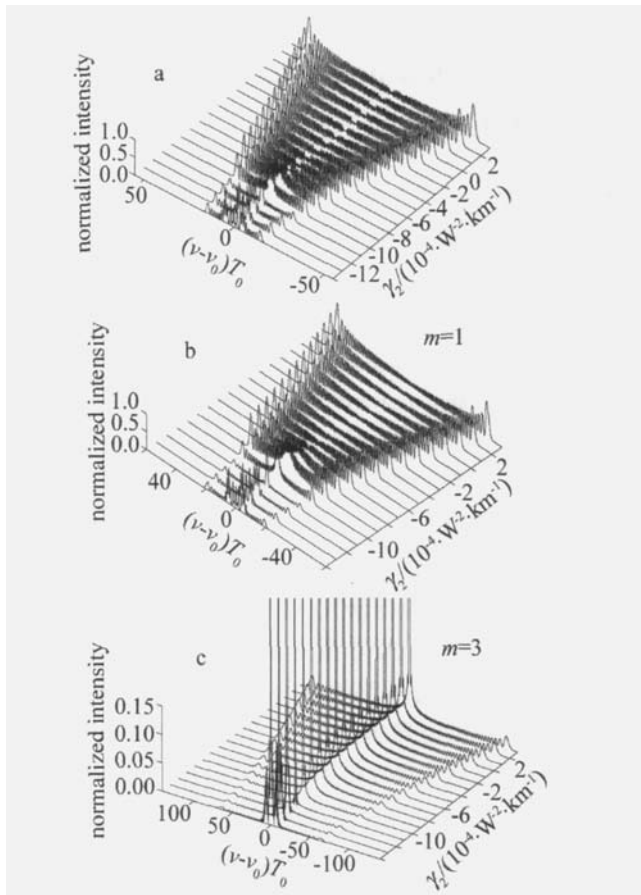 a
normalized intensity
1.0
0.5
0.0
50
0
-50
(ν-ν₀)T₀
-12
-10
-8
-6
-4
-2
0
2
γ₂/(10⁻⁴·W⁻²·km⁻¹)
b
m=1
normalized intensity
1.0
0.5
0.0
40
0
-40
(ν-ν₀)T₀
-10
-6
-2
2
γ₂/(10⁻⁴·W⁻²·km⁻¹)
c
m=3
normalized intensity
0.15
0.10
0.05
0.00
100
50
0
-50
-100
(ν-ν₀)T₀
-10
-6
-2
2
γ₂/(10⁻⁴·W⁻²·km⁻¹)